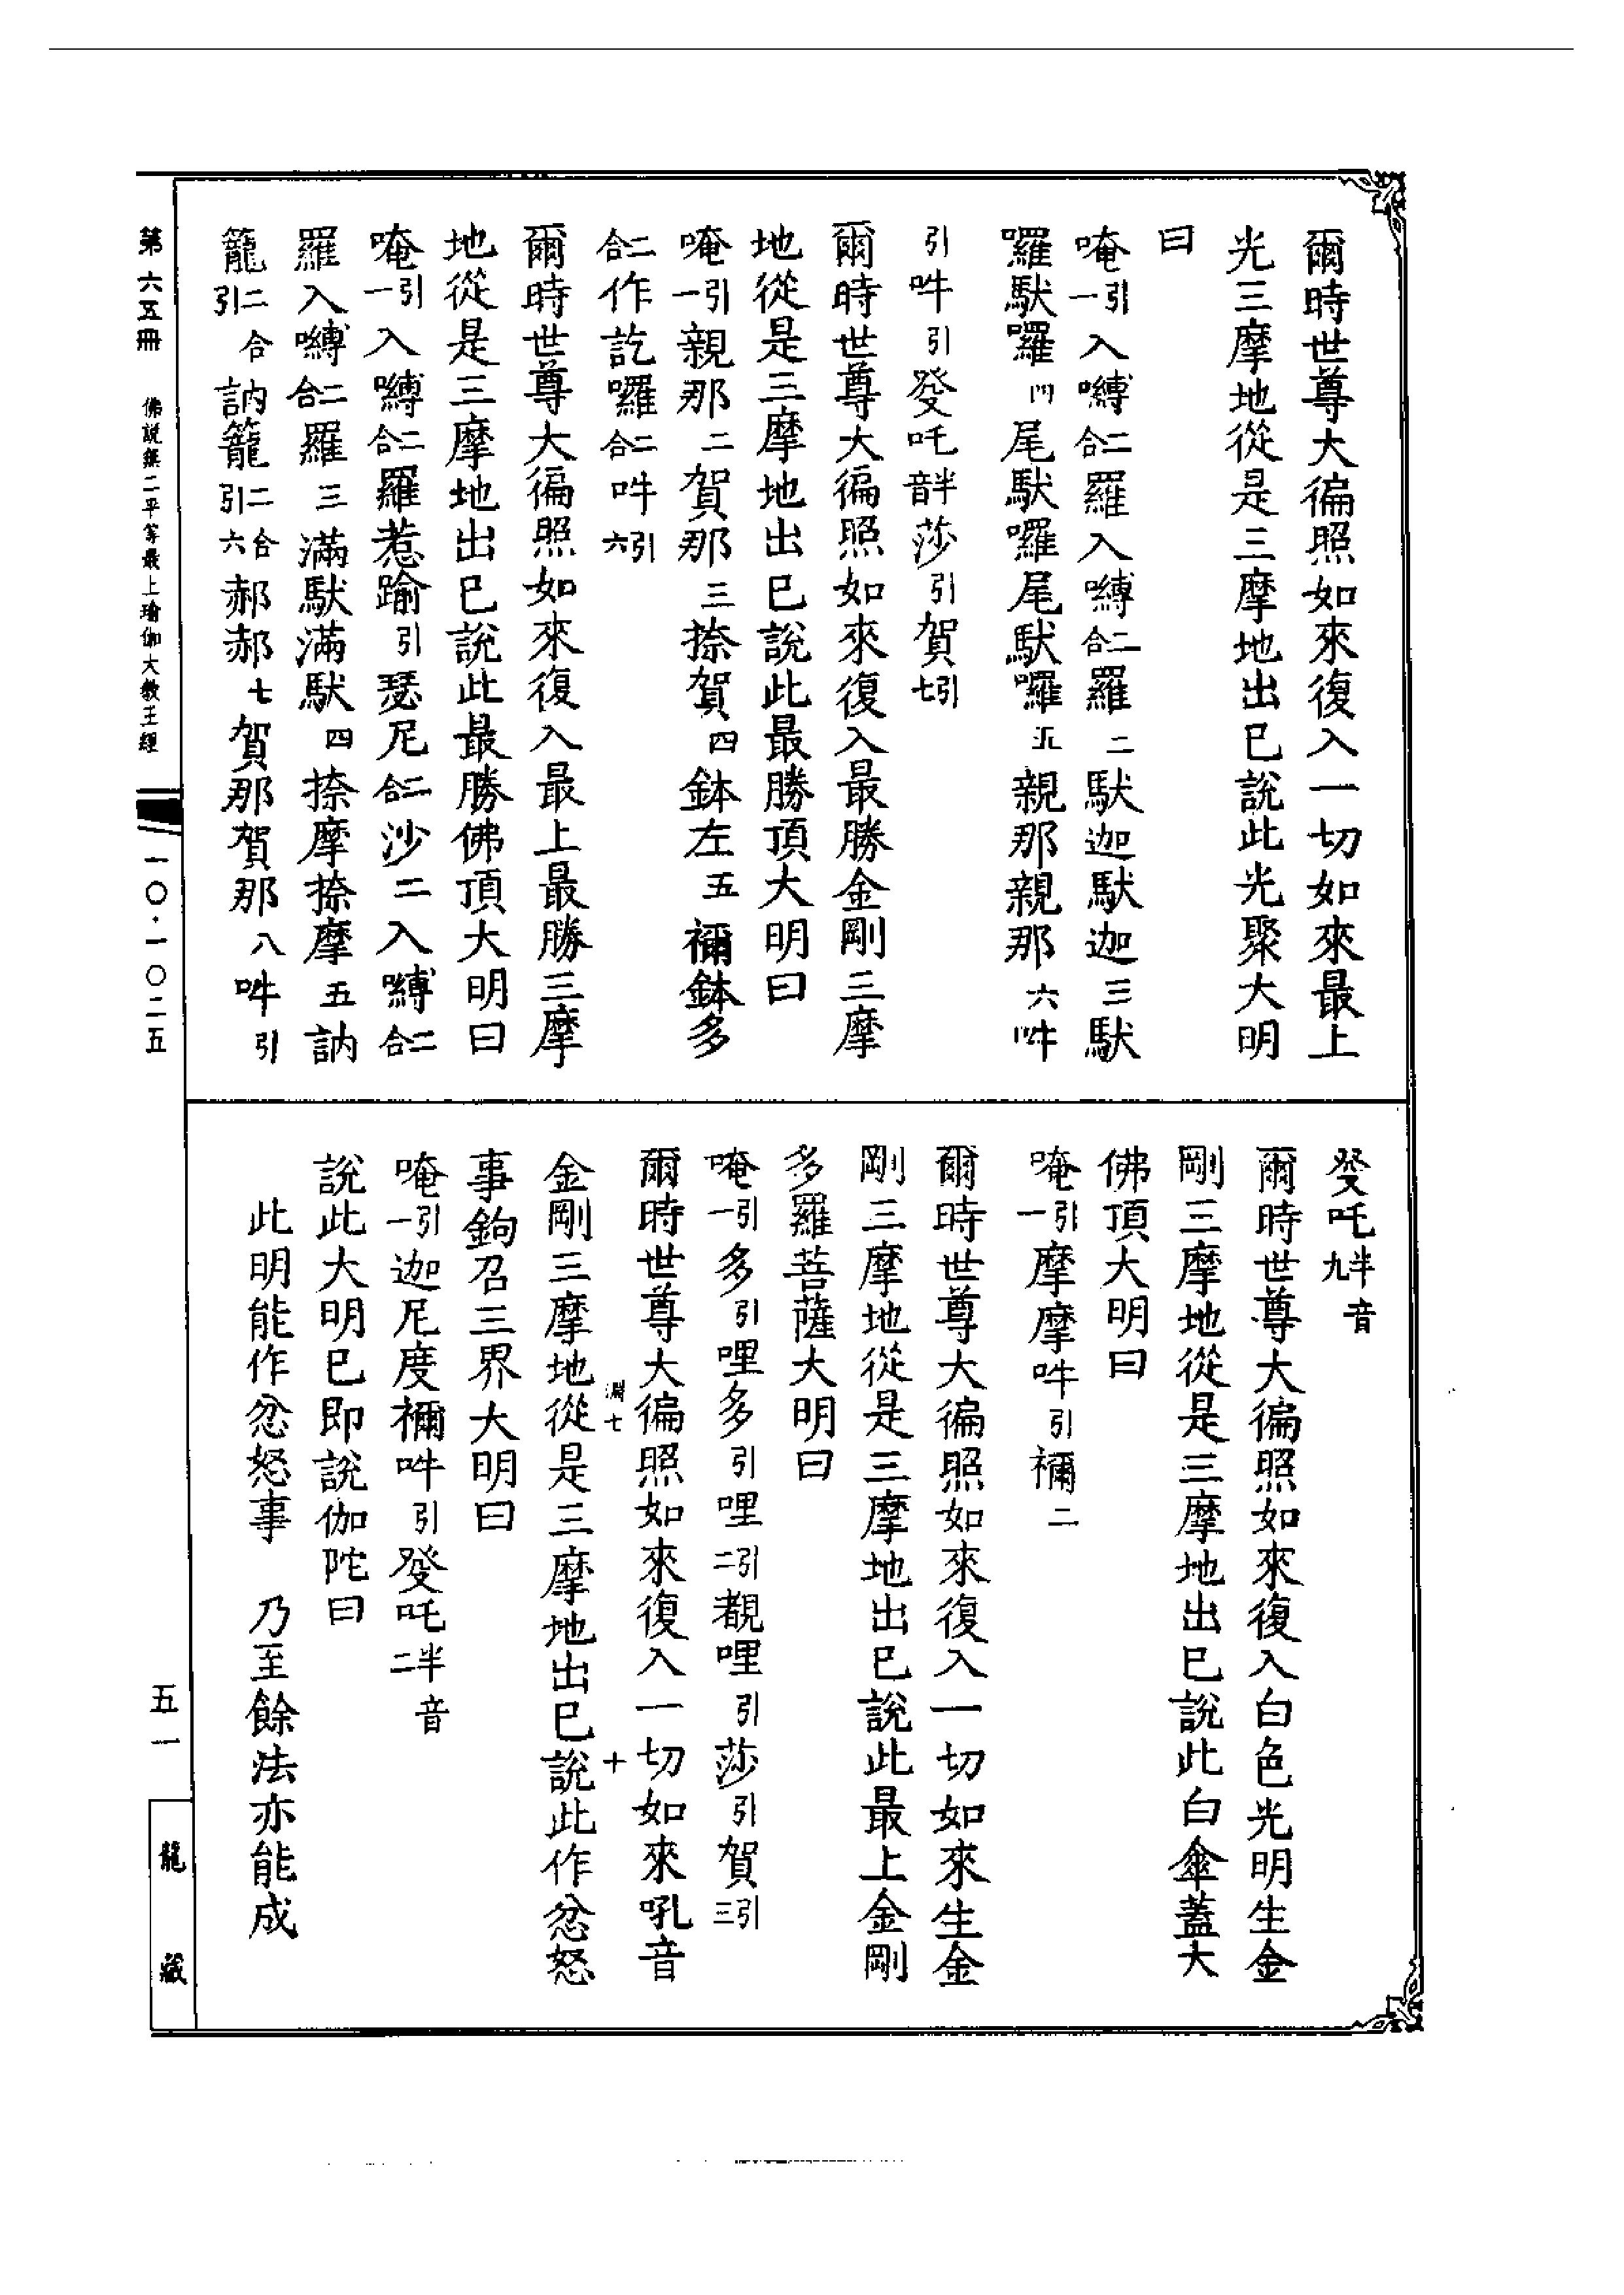 爾時世尊大徧照如來復入一切如來最上
光三摩地從是三摩地出已說此光聚大明
曰
唵引一入嚩二合羅入嚩二合羅二馱迦馱迦三馱
囉馱囉四尾馱囉尾馱囉五親那親那六吽
引吽引發吒半音莎引賀引七
爾時世尊大徧照如來復入最勝金剛三摩
地從是三摩地出已說此最勝頂大明曰
唵引一親那二賀那三捺賀四鉢左五禰鉢多
二合作訖囉二合吽引六
爾時世尊大徧照如來復入最上最勝三摩
地從是三摩地出已說此最勝佛頂大明曰
唵引一入嚩二合羅惹踰引瑟尼二合沙二入嚩二合
羅入嚩二合羅三滿馱滿馱四捺摩捺摩五訥
籠二合引訥籠二合引六郝郝七賀那賀那八吽引
發吒半音九
爾時世尊大徧照如來復入白色光明生金
剛三摩地從是三摩地出已說此白傘蓋大
佛頂大明曰
唵引一摩摩吽引禰二
爾時世尊大徧照如來復入一切如來生金
剛三摩地從是三摩地出已說此最上金剛
多羅菩薩大明曰
唵引一多引哩多引哩引二覩哩引莎引賀引三
爾時世尊大徧照如來復入一切如來吼音
淵七 十
金剛三摩地從是三摩地出已說此作忿怒
事鉤召三界大明曰
唵引一迦尼度禰吽引發吒半音二
說此大明已即說伽陀曰
此明能作忿怒事　乃至餘法亦能成
第六五冊 佛說無二平等最上瑜伽大教王經 一〇·一〇二五 五一
龍藏